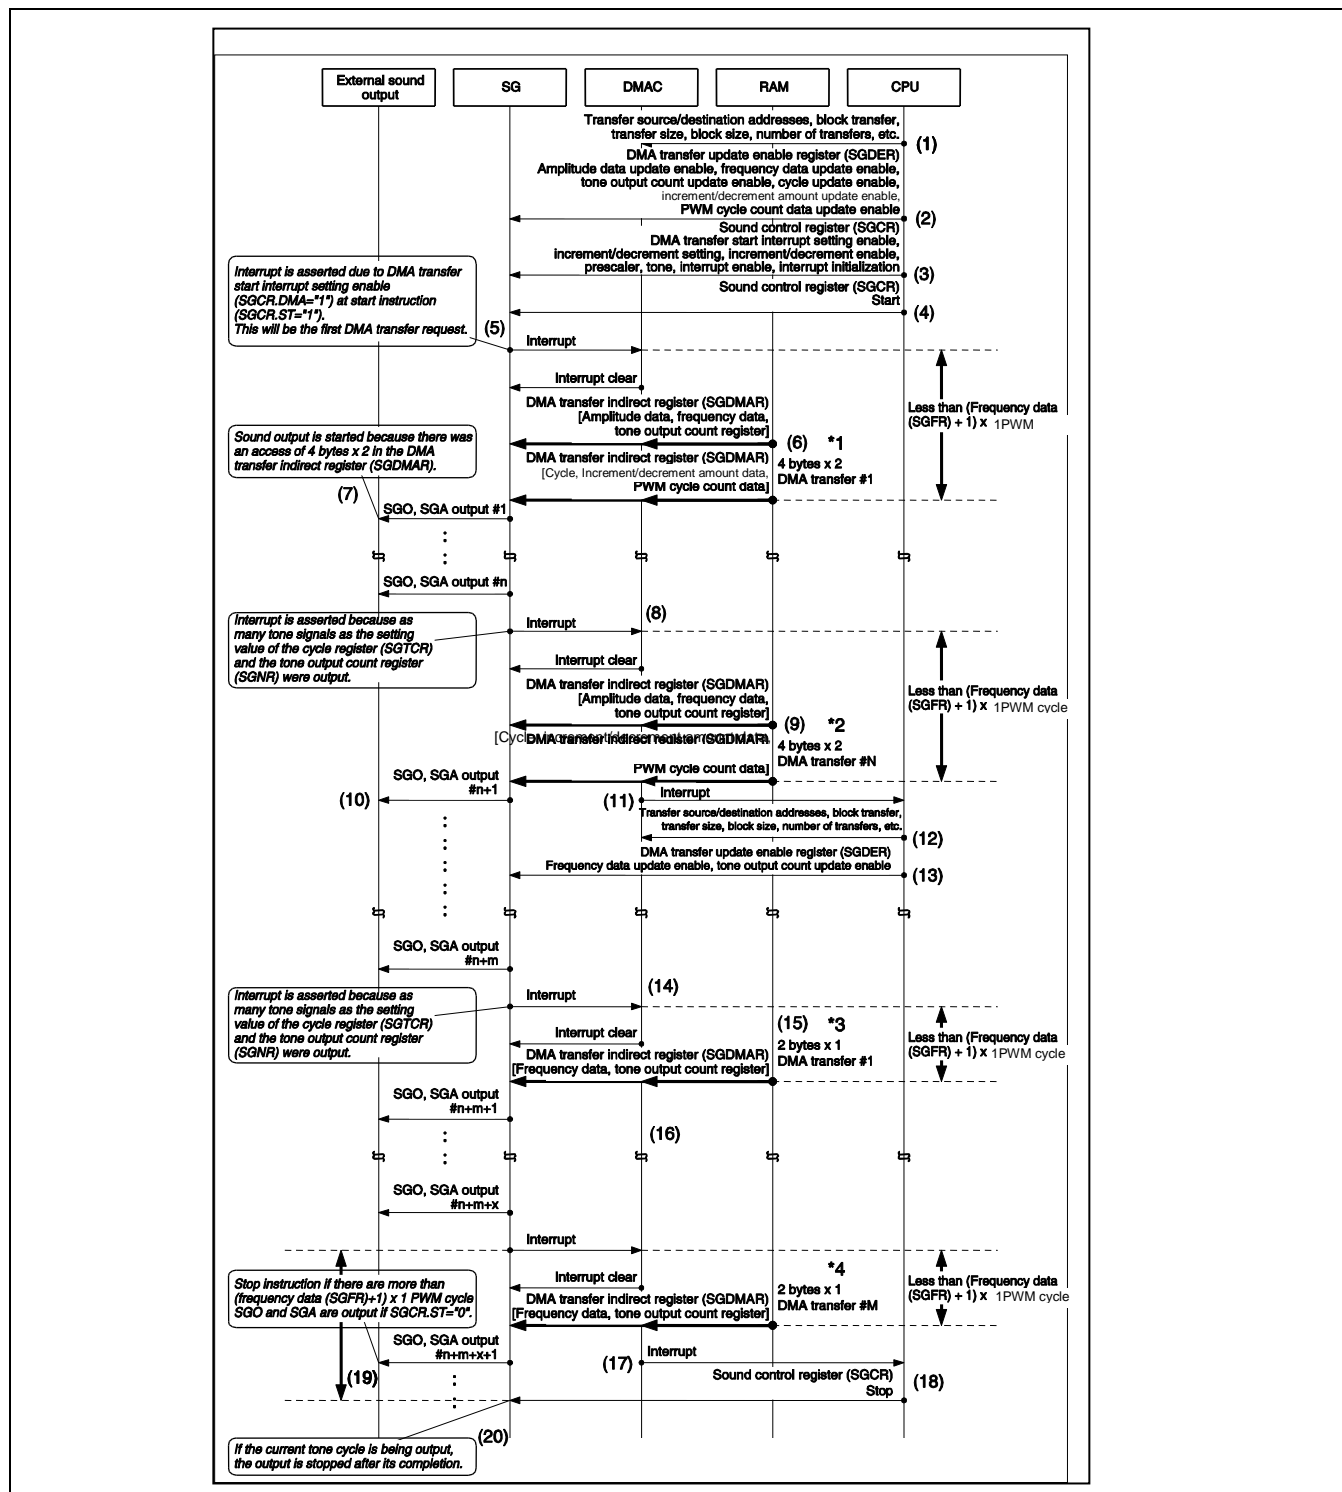 External sound
output
SG
DMAC
RAM
CPU
Transfer source/destination addresses, block transfer,
transfer size, block size, number of transfers, etc.
(1)
DMA transfer update enable register (SGDER)
Amplitude data update enable, frequency data update enable,
tone output count update enable, cycle update enable,
increment/decrement amount update enable,
PWM cycle count data update enable
(2)
Sound control register (SGCR)
DMA transfer start interrupt setting enable,
increment/decrement setting, increment/decrement enable,
prescaler, tone, interrupt enable, interrupt initialization
(3)
Sound control register (SGCR)
Start
(4)
Interrupt is asserted due to DMA transfer
start interrupt setting enable
(SGCR.DMA="1") at start instruction
(SGCR.ST="1").
This will be the first DMA transfer request.
(5)
Interrupt
Interrupt clear
DMA transfer indirect register (SGDMAR)
[Amplitude data, frequency data,
tone output count register]
(6) *1
Less than (Frequency data
(SGFR) + 1) x 1PWM
Sound output is started because there was
an access of 4 bytes x 2 in the DMA
transfer indirect register (SGDMAR).
DMA transfer indirect register (SGDMAR)
[Cycle, Increment/decrement amount data,
PWM cycle count data]
4 bytes x 2
DMA transfer #1
(7)
SGO, SGA output #1
SGO, SGA output #n
Interrupt is asserted because as
many tone signals as the setting
value of the cycle register (SGTCR)
and the tone output count register
(SGNR) were output.
Interrupt
(8)
Interrupt clear
DMA transfer indirect register (SGDMAR)
[Amplitude data, frequency data,
tone output count register]
Less than (Frequency data
(SGFR) + 1) x 1PWM cycle
(9) *2
DMA transfer indirect register (SGDMAR)
[Cycle, increment/decrement amount data,
PWM cycle count data]
4 bytes x 2
DMA transfer #N
SGO, SGA output
#n+1
(10)
(11)
Interrupt
Transfer source/destination addresses, block transfer,
transfer size, block size, number of transfers, etc.
(12)
DMA transfer update enable register (SGDER)
Frequency data update enable, tone output count update enable
(13)
SGO, SGA output
#n+m
Interrupt is asserted because as
many tone signals as the setting
value of the cycle register (SGTCR)
and the tone output count register
(SGNR) were output.
Interrupt
(14)
Interrupt clear
DMA transfer indirect register (SGDMAR)
[Frequency data, tone output count register]
(15) *3
2 bytes x 1
DMA transfer #1
Less than (Frequency data
(SGFR) + 1) x 1PWM cycle
SGO, SGA output
#n+m+1
(16)
SGO, SGA output
#n+m+x
Interrupt
*4
Stop instruction if there are more than
(frequency data (SGFR)+1) x 1 PWM cycle
SGO and SGA are output if SGCR.ST="0".
Interrupt clear
DMA transfer indirect register (SGDMAR)
[Frequency data, tone output count register]
2 bytes x 1
DMA transfer #M
Less than (Frequency data
(SGFR) + 1) x 1PWM cycle
SGO, SGA output
#n+m+x+1
(17)
Interrupt
(19)
Sound control register (SGCR)
Stop
(18)
(20)
If the current tone cycle is being output,
the output is stopped after its completion.